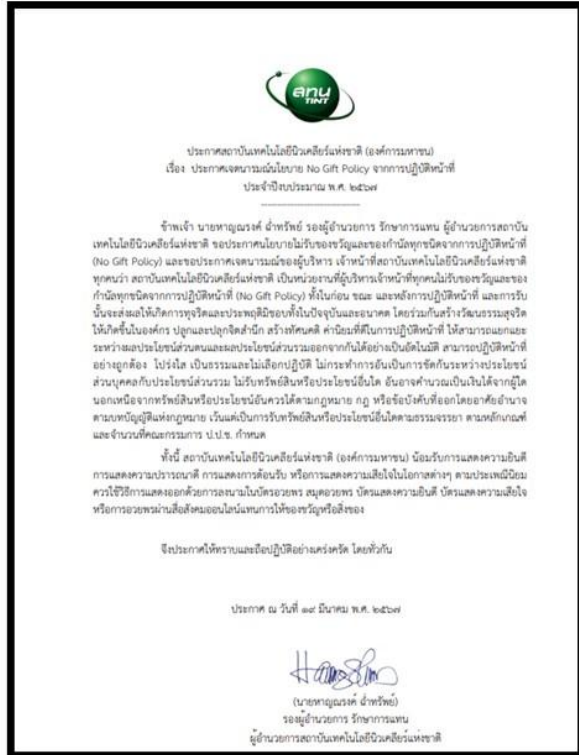 สทน
TINT
ประกาศสถาบันเทคโนโลยีนิวเคลียร์แห่งชาติ (องค์การมหาชน)
เรื่อง ประกาศเจตนารมณ์นโยบาย No Gift Policy จากการปฏิบัติหน้าที่
ประจำปีงบประมาณ พ.ศ. ๒๕๖๗
ข้าพเจ้า นายหาญณรงค์ ฉ่ำทรัพย์ รองผู้อำนวยการ รักษาการแทน ผู้อำนวยการสถาบัน
เทคโนโลยีนิวเคลียร์แห่งชาติ ขอประกาศนโยบายไม่รับของขวัญและของกำนัลทุกชนิดจากการปฏิบัติหน้าที่
(No Gift Policy) และขอประกาศเจตนารมณ์ของผู้บริหาร เจ้าหน้าที่สถาบันเทคโนโลยีนิวเคลียร์แห่งชาติ
ทุกคนว่า สถาบันเทคโนโลยีนิวเคลียร์แห่งชาติ เป็นหน่วยงานที่ผู้บริหารเจ้าหน้าที่ทุกคนไม่รับของขวัญและของ
กำนัลทุกชนิดจากการปฏิบัติหน้าที่ (No Gift Policy) ทั้งในก่อน ขณะ และหลังการปฏิบัติหน้าที่ และการรับ
นั้นจะส่งผลให้เกิดการทุจริตและประพฤติมิชอบทั้งในปัจจุบันและอนาคต โดยร่วมกันสร้างวัฒนธรรมสุจริต
ให้เกิดขึ้นในองค์กร ปลูกและปลุกจิตสำนึก สร้างทัศนคติ ค่านิยมที่ดีในการปฏิบัติหน้าที่ ให้สามารถแยกแยะ
ระหว่างผลประโยชน์ส่วนตนและผลประโยชน์ส่วนรวมออกจากกันได้อย่างเป็นอัตโนมัติ สามารถปฏิบัติหน้าที่
อย่างถูกต้อง โปร่งใส เป็นธรรมและไม่เลือกปฏิบัติ ไม่กระทำการอันเป็นการขัดกันระหว่างประโยชน์
ส่วนบุคคลกับประโยชน์ส่วนรวม ไม่รับทรัพย์สินหรือประโยชน์อื่นใด อันอาจคำนวณเป็นเงินได้จากผู้ใด
นอกเหนือจากทรัพย์สินหรือประโยชน์อันควรได้ตามกฎหมาย กฎ หรือข้อบังคับที่ออกโดยอาศัยอำนาจ
ตามบทบัญญัติแห่งกฎหมาย เว้นแต่เป็นการรับทรัพย์สินหรือประโยชน์อื่นใดตามธรรมจรรยา ตามหลักเกณฑ์
และจำนวนที่คณะกรรมการ ป.ป.ช. กำหนด
ทั้งนี้ สถาบันเทคโนโลยีนิวเคลียร์แห่งชาติ (องค์การมหาชน) น้อมรับการแสดงความยินดี
การแสดงความปรารถนาดี การแสดงการต้อนรับ หรือการแสดงความเสียใจในโอกาสต่างๆ ตามประเพณีนิยม
ควรใช้วิธีการแสดงออกด้วยการลงนามในบัตรอวยพร สมุดอวยพร บัตรแสดงความยินดี บัตรแสดงความเสียใจ
หรือการอวยพรผ่านสื่อสังคมออนไลน์แทนการให้ของขวัญหรือสิ่งของ
จึงประกาศให้ทราบและถือปฏิบัติอย่างเคร่งครัด โดยทั่วกัน
ประกาศ ณ วันที่ ๑๙ มีนาคม พ.ศ. ๒๕๖๗
(นายหาญณรงค์ ฉ่ำทรัพย์)
รองผู้อำนวยการ รักษาการแทน
ผู้อำนวยการสถาบันเทคโนโลยีนิวเคลียร์แห่งชาติ